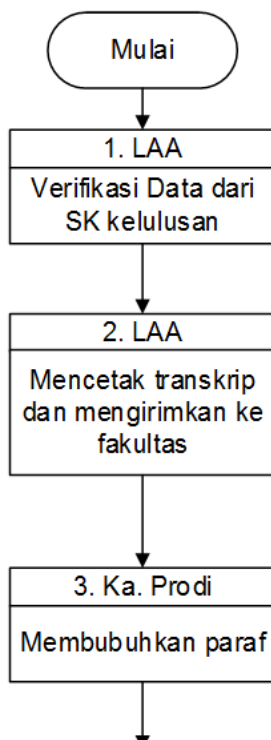 Mulai
1. LAA
Verifikasi Data dari
SK kelulusan
2. LAA
Mencetak transkrip
dan mengirimkan ke
fakultas
3. Ka. Prodi
Membubuhkan paraf